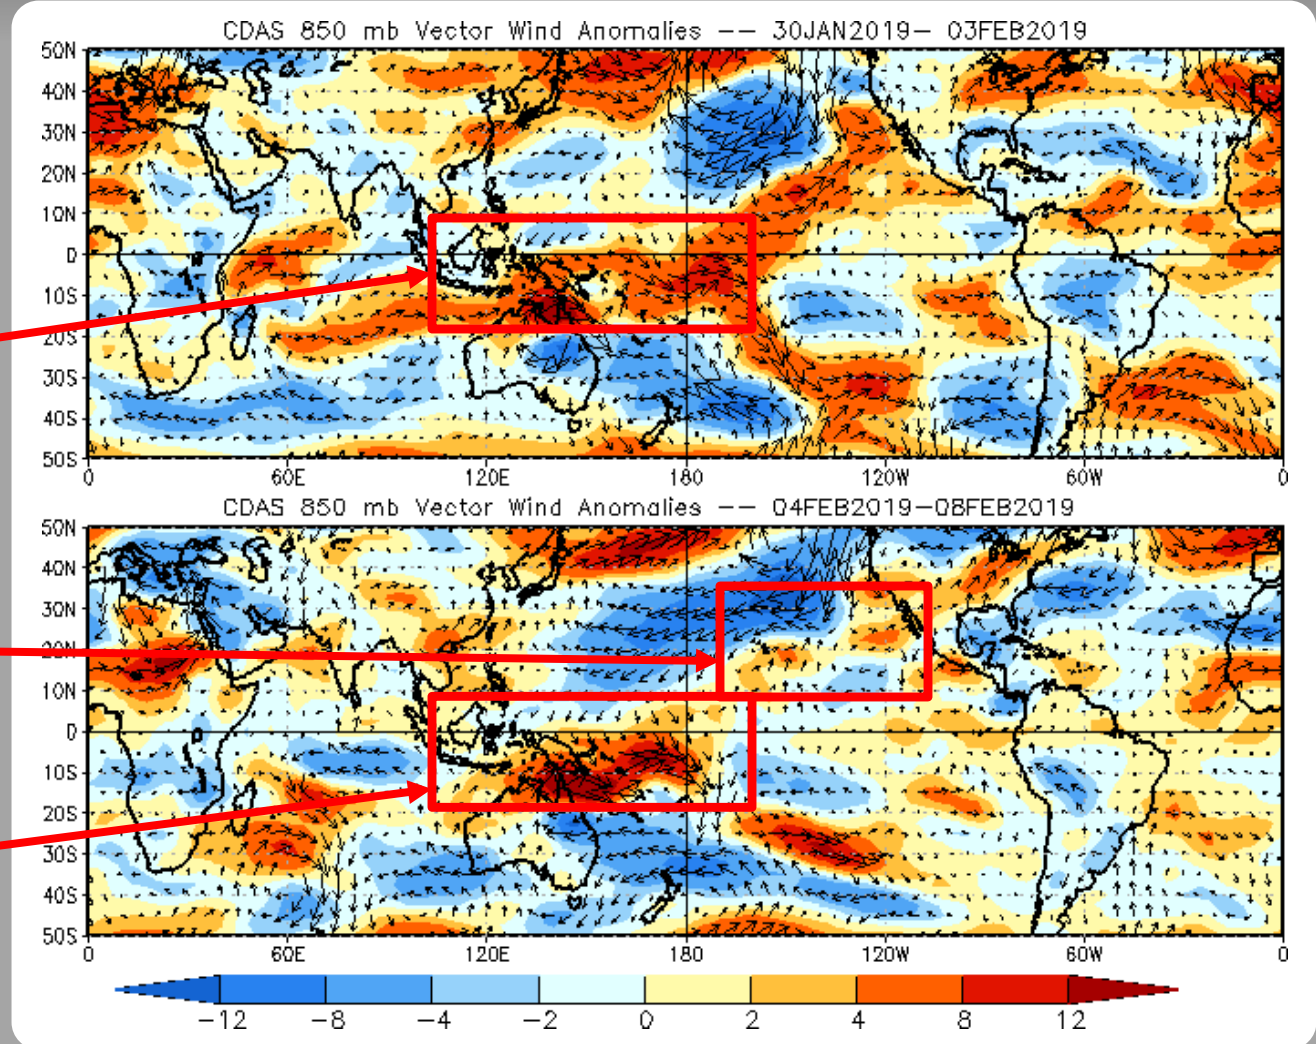 CDAS 850 mb Vector Wind Anomalies -- 30JAN2019- 03FEB2019
50N
40N
30N
20N
10N
0
10S
20S
30S
40S
50S
0 60E 120E 180 120W 60W 0
CDAS 850 mb Vector Wind Anomalies -- 04FEB2019-08FEB2019
50N
40N
30N
20N
10N
0
10S
20S
30S
40S
50S
0 60E 120E 180 120W 60W 0
-12 -8 -4 -2 0 2 4 8 12